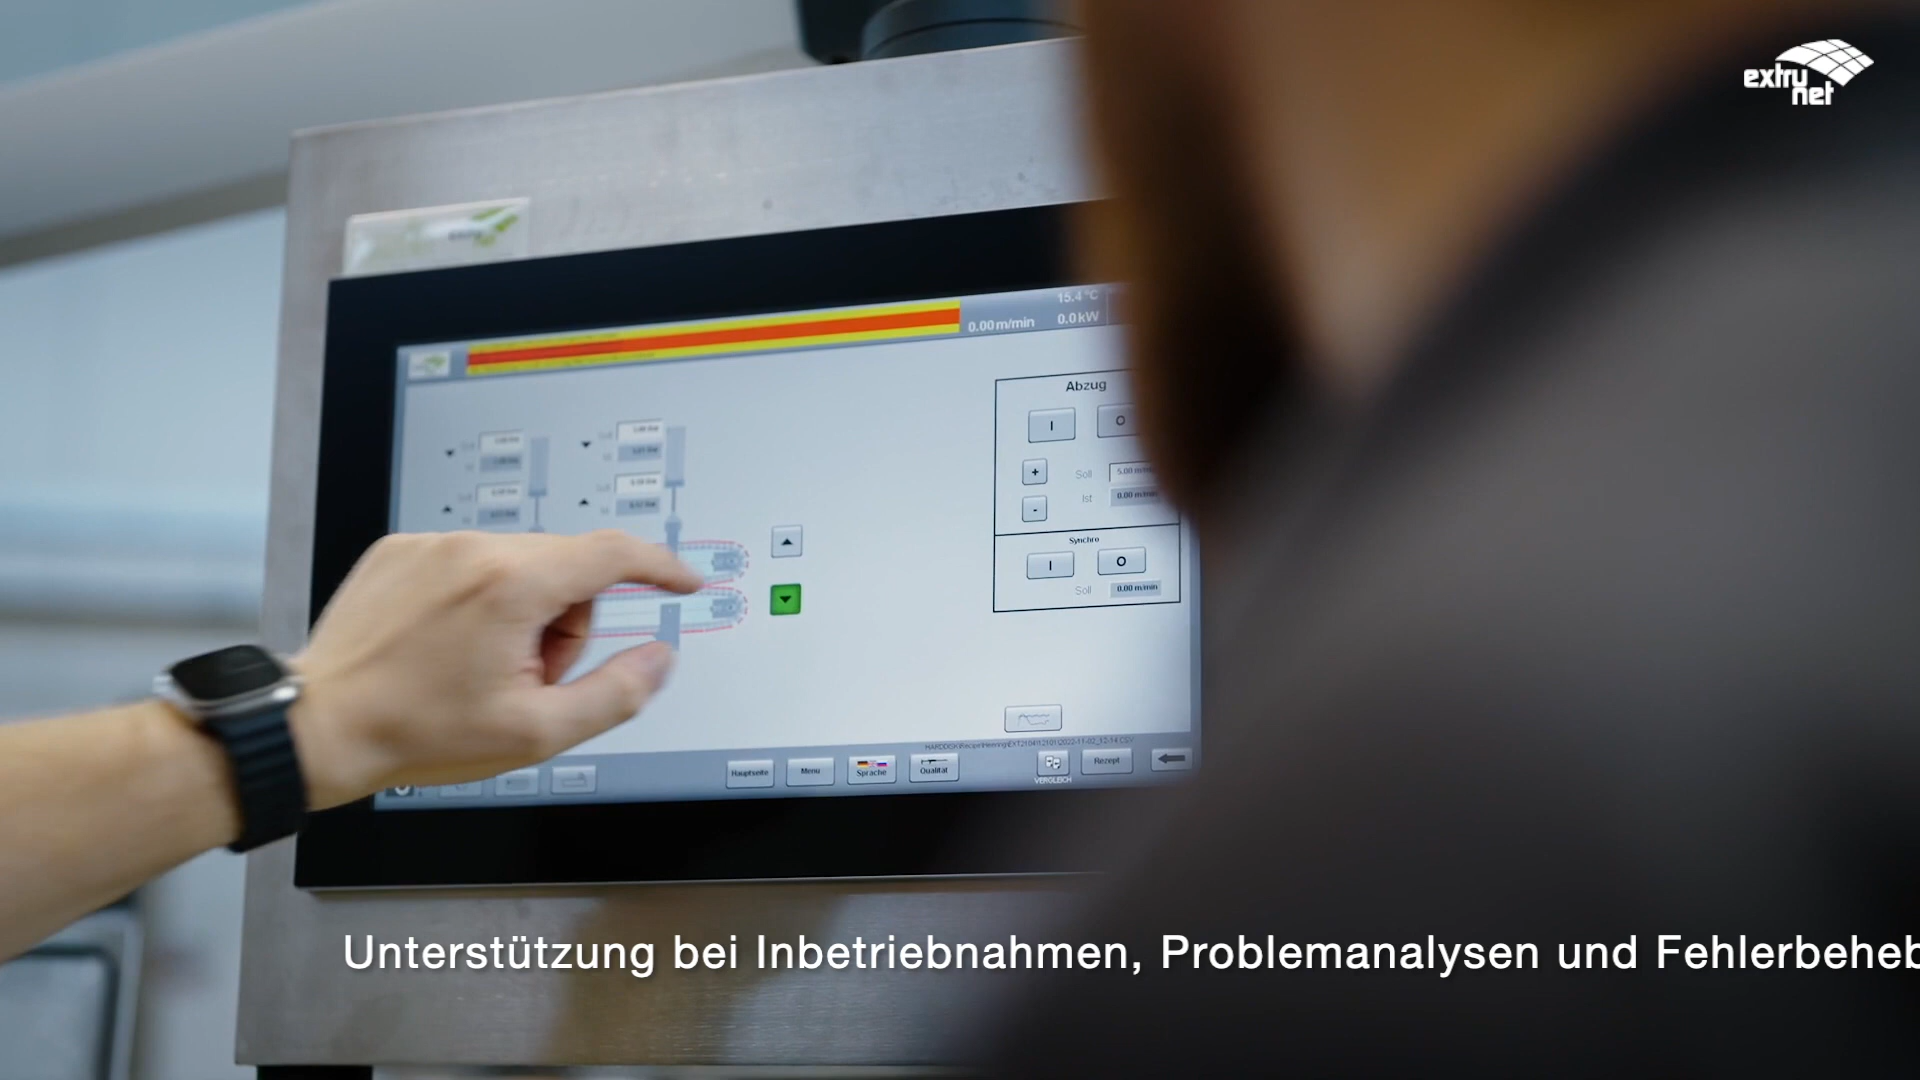 extru
net
15.4 °C
0.00 m/min 0.0 kW
Abzug
I O
+ Soll 5.00 m/min
- Ist 0.00 m/min
Synchro
I O
Soll 0.00 m/min
Hauptseite Menu Sprache Qualität VERGLEICH Rezept
Unterstützung bei Inbetriebnahmen, Problemanalysen und Fehlerbeheb